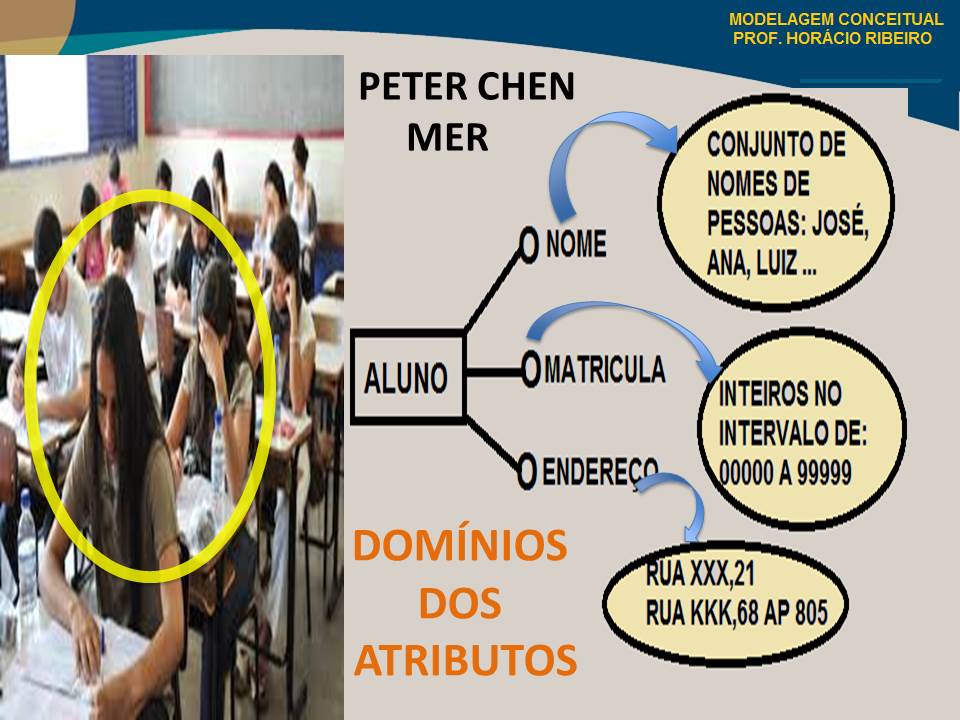 MODELAGEM CONCEITUAL
PROF. HORÁCIO RIBEIRO
PETER CHEN
MER
CONJUNTO DE
NOMES DE
PESSOAS: JOSÉ,
ANA, LUIZ ...
NOME
ALUNO
MATRICULA
INTEIROS NO
INTERVALO DE:
00000 A 99999
ENDEREÇO
DOMÍNIOS
DOS
ATRIBUTOS
RUA XXX,21
RUA KKK,68 AP 805